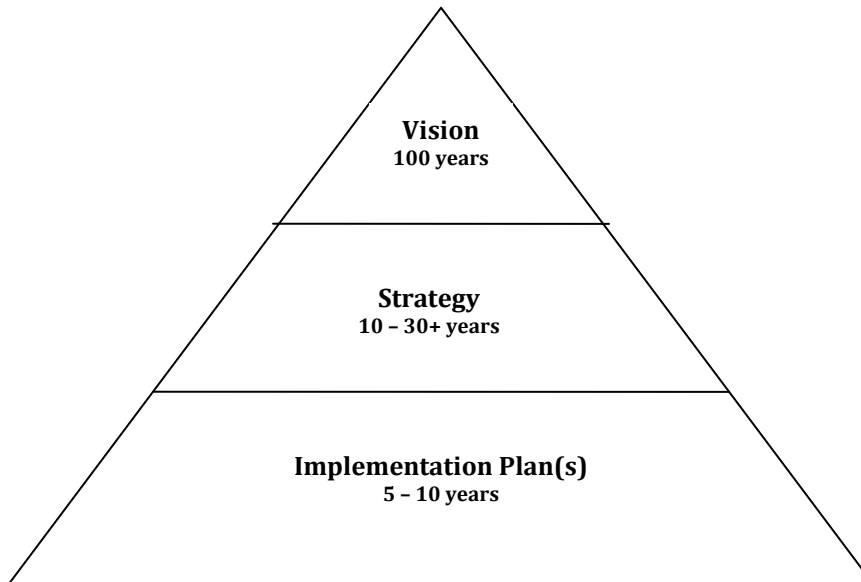 Vision
100 years
Strategy
10 – 30+ years
Implementation Plan(s)
5 – 10 years